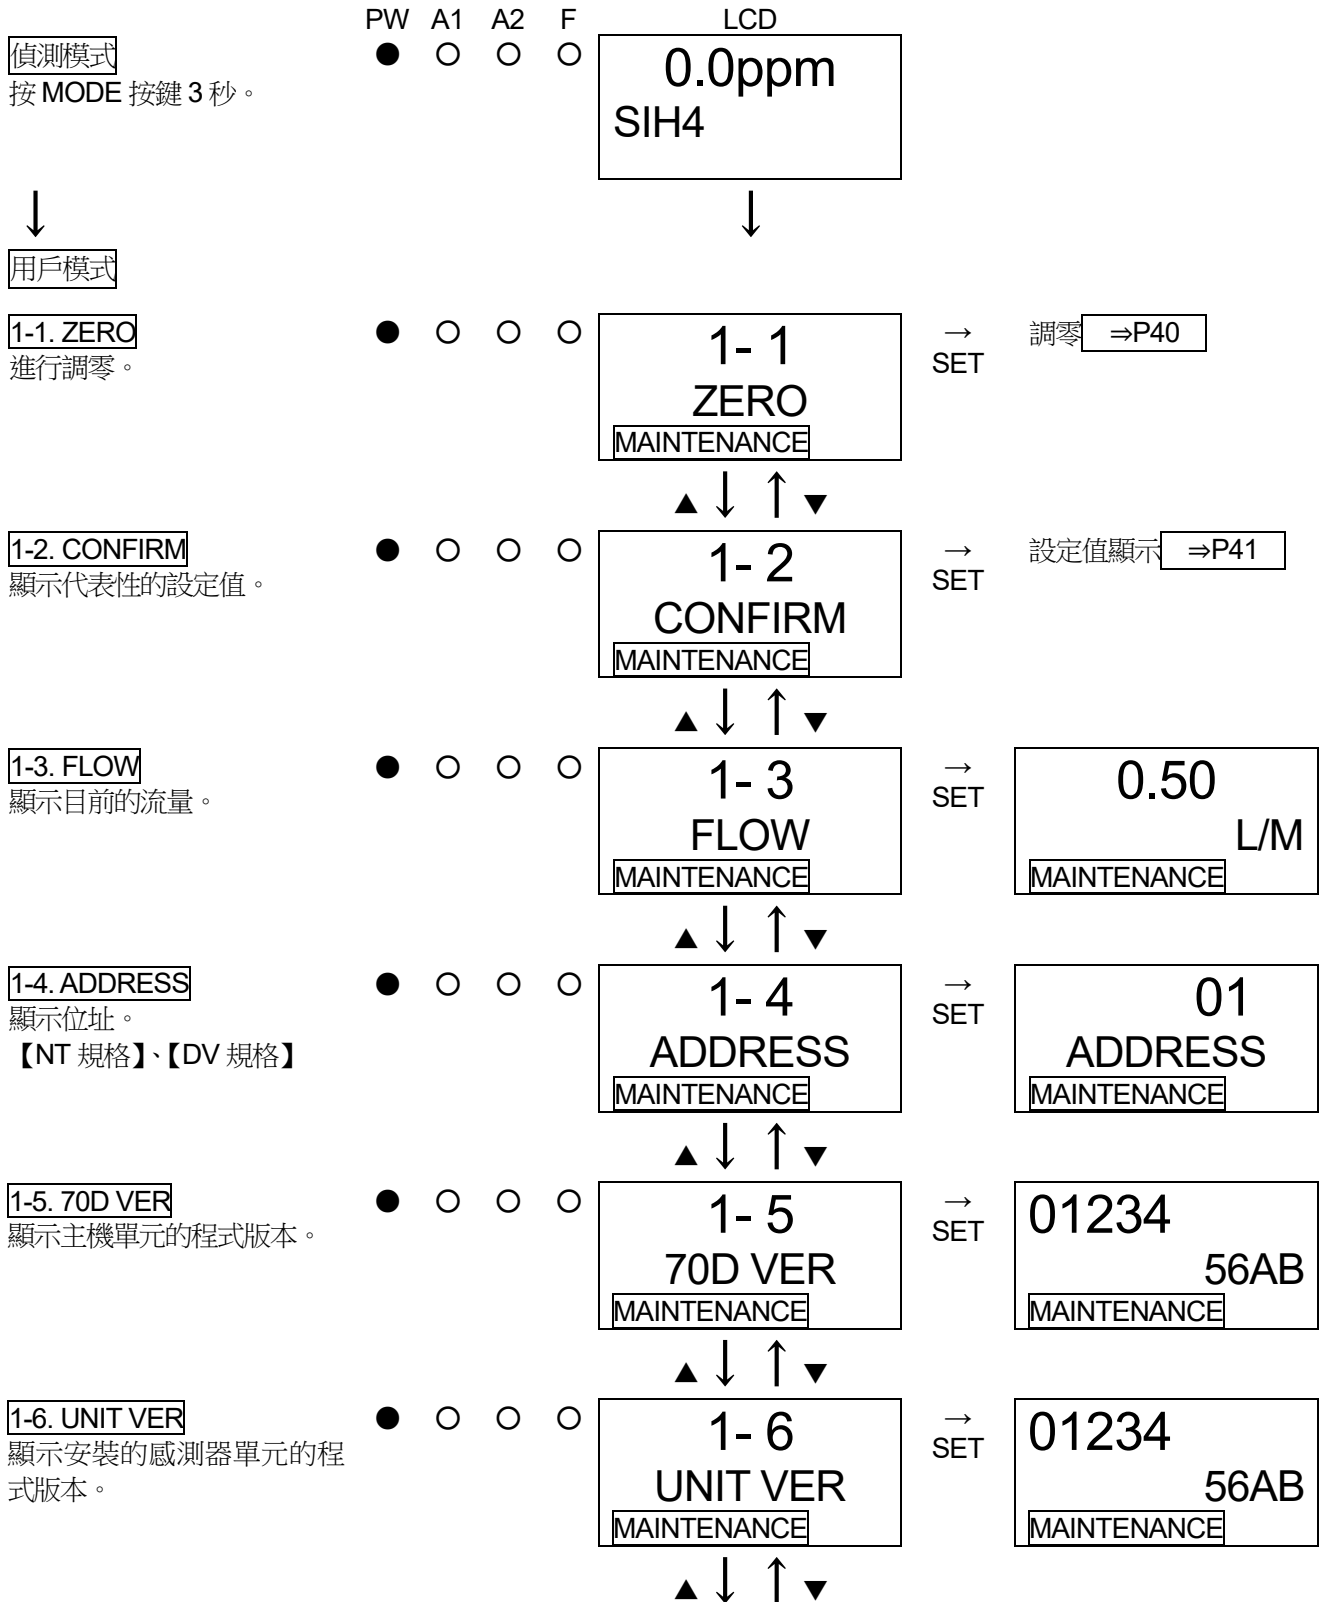 PW A1 A2 F LCD
偵測模式 ● ○ ○ ○ 0.0ppm
按 MODE 按鍵 3 秒。
SIH4
↓ ↓
用戶模式
1-1. ZERO ● ○ ○ ○ 1- 1 → 調零 ⇒P40
進行調零。 SET
ZERO
MAINTENANCE
▲ ↓ ↑ ▼
1-2. CONFIRM ● ○ ○ ○ 1- 2 → 設定值顯示 ⇒P41
顯示代表性的設定值。 SET
CONFIRM
MAINTENANCE
▲ ↓ ↑ ▼
1-3. FLOW ● ○ ○ ○ 1- 3 → 0.50
顯示目前的流量。 SET
FLOW L/M
MAINTENANCE MAINTENANCE
▲ ↓ ↑ ▼
1-4. ADDRESS ● ○ ○ ○ 1- 4 → 01
顯示位址。 SET
【NT 規格】、【DV 規格】 ADDRESS ADDRESS
MAINTENANCE MAINTENANCE
▲ ↓ ↑ ▼
1-5. 70D VER ● ○ ○ ○ 1- 5 → 01234
顯示主機單元的程式版本。 SET
70D VER 56AB
MAINTENANCE MAINTENANCE
▲ ↓ ↑ ▼
1-6. UNIT VER ● ○ ○ ○ 1- 6 → 01234
顯示安裝的感測器單元的程 SET
式版本。 UNIT VER 56AB
MAINTENANCE MAINTENANCE
▲ ↓ ↑ ▼